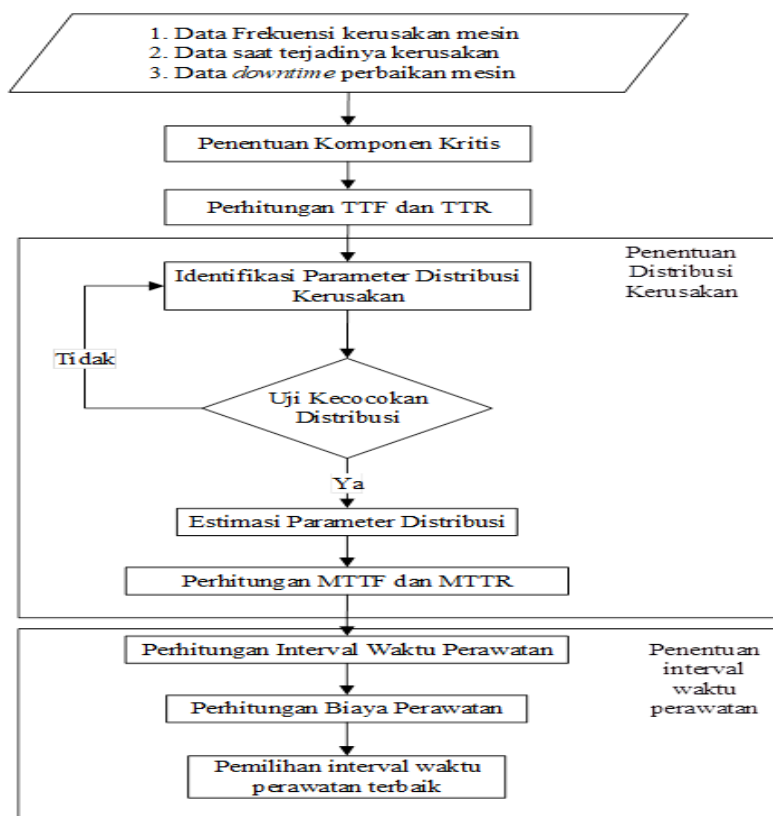 1. Data Frekuensi kerusakan mesin
2. Data saat terjadinya kerusakan
3. Data downtime perbaikan mesin
Penentuan Komponen Kritis
Perhitungan TTF dan TTR
Penentuan
Distribusi
Kerusakan
Identifikasi Parameter Distribusi
Kerusakan
Tidak
Uji Kecocokan
Distribusi
Ya
Estimasi Parameter Distribusi
Perhitungan MTTF dan MTTR
Perhitungan Interval Waktu Perawatan
Penentuan
interval
waktu
perawatan
Perhitungan Biaya Perawatan
Pemilihan interval waktu
perawatan terbaik